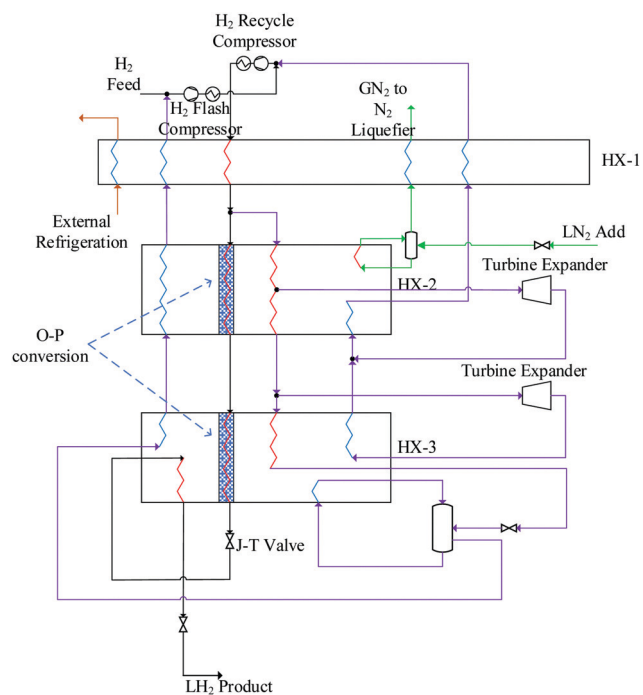 H₂ Recycle
Compressor
H₂
Feed
H₂ Flash
Compressor
GN₂ to
N₂
Liquefier
HX-1
External
Refrigeration
LN₂ Add
HX-2
Turbine Expander
O-P
conversion
Turbine Expander
HX-3
J-T Valve
LH₂ Product